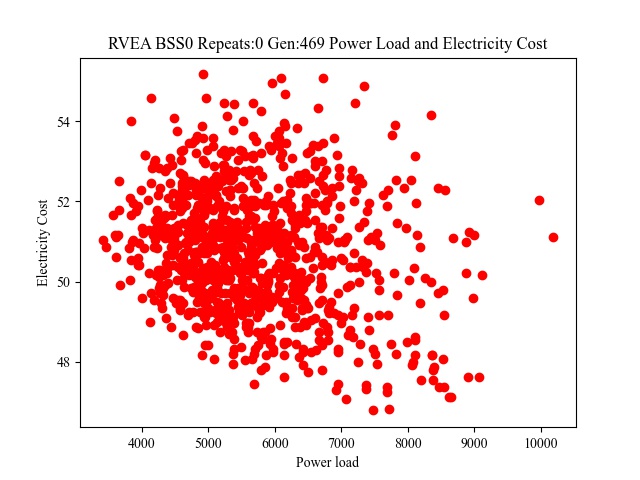 RVEA BSS0 Repeats:0 Gen:469 Power Load and Electricity Cost
54
52
50
48
Electricity Cost
4000 5000 6000 7000 8000 9000 10000
Power load